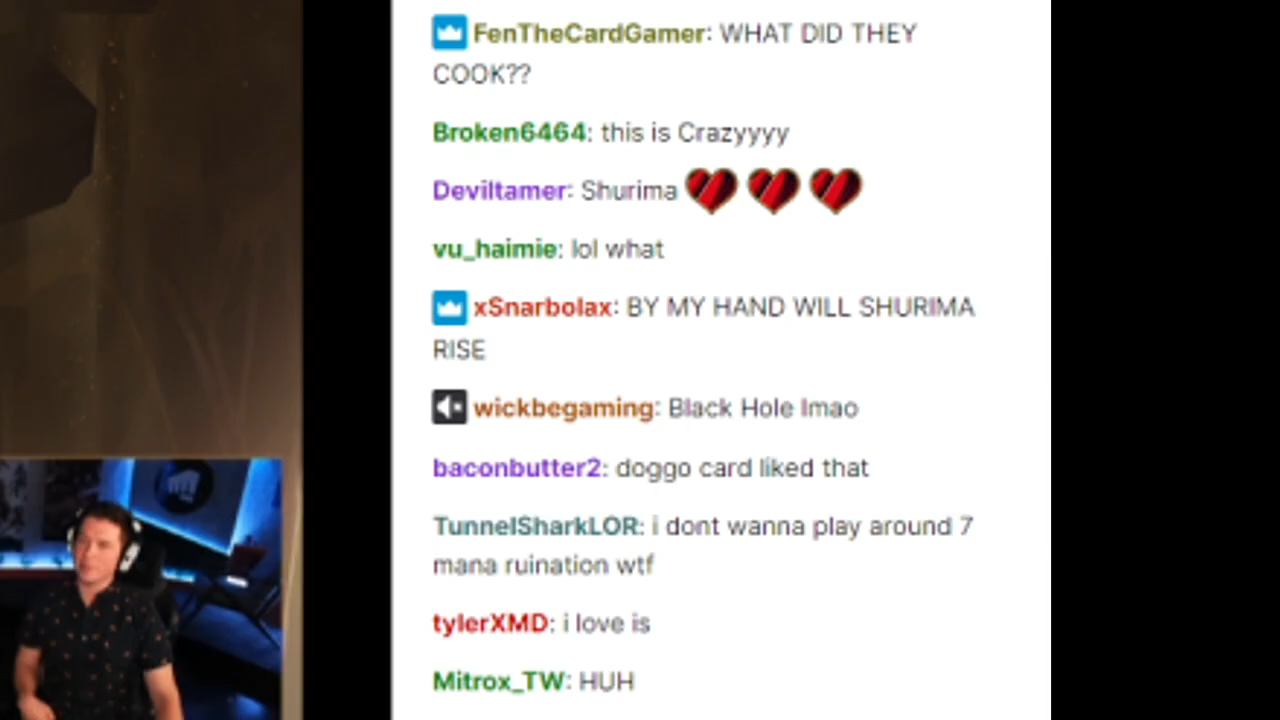 FenTheCardGamer: WHAT DID THEY
COOK??
Broken6464: this is Crazyyyy
Deviltamer: Shurima
vu_haimie: lol what
xSnarbolax: BY MY HAND WILL SHURIMA
RISE
wickbegaming: Black Hole lmao
baconbutter2: doggo card liked that
TunnelSharkLOR: i dont wanna play around 7
mana ruination wtf
tylerXMD: i love is
Mitrox_TW: HUH